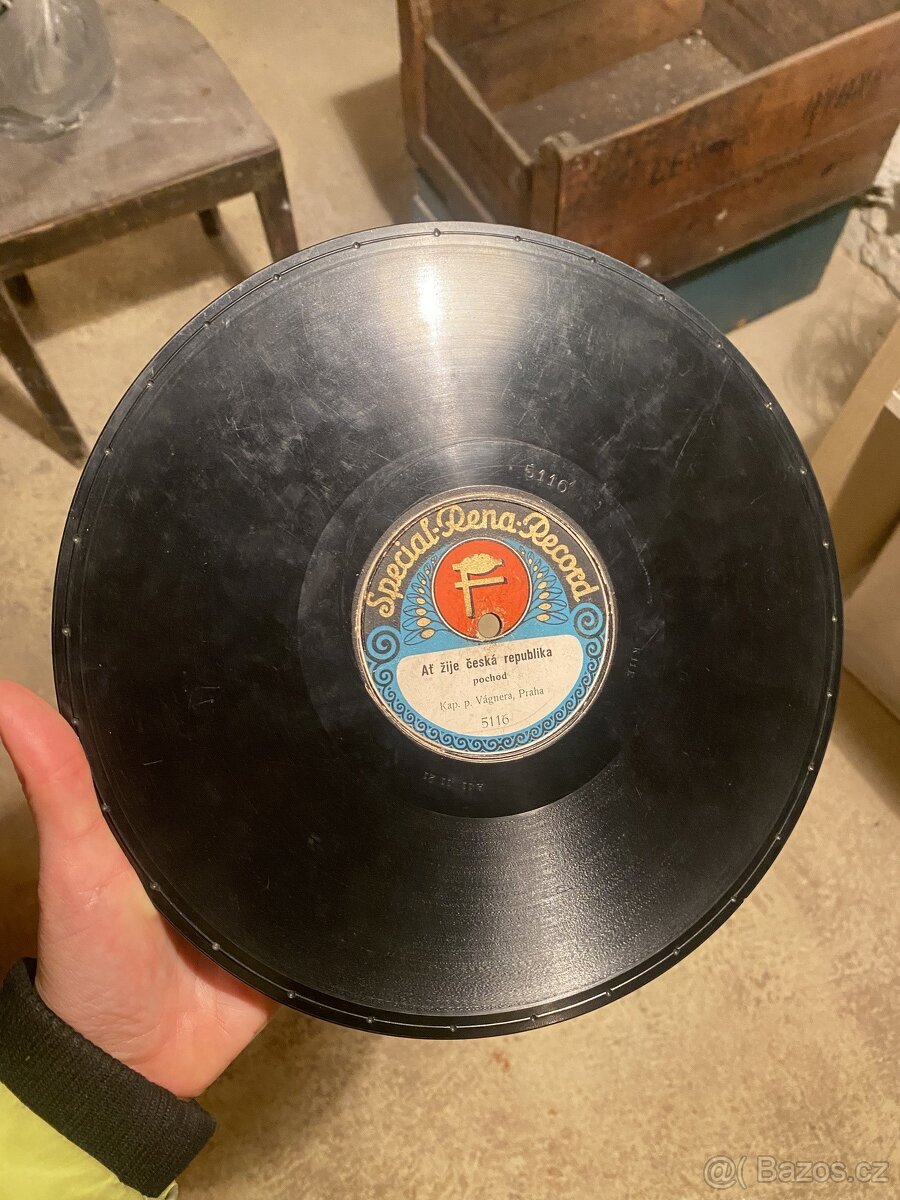 5116
Special-Rena-Record
Ať žije česká republika
pochod
Kap. p. Vágnera, Praha
5116
@( Bazos.cz